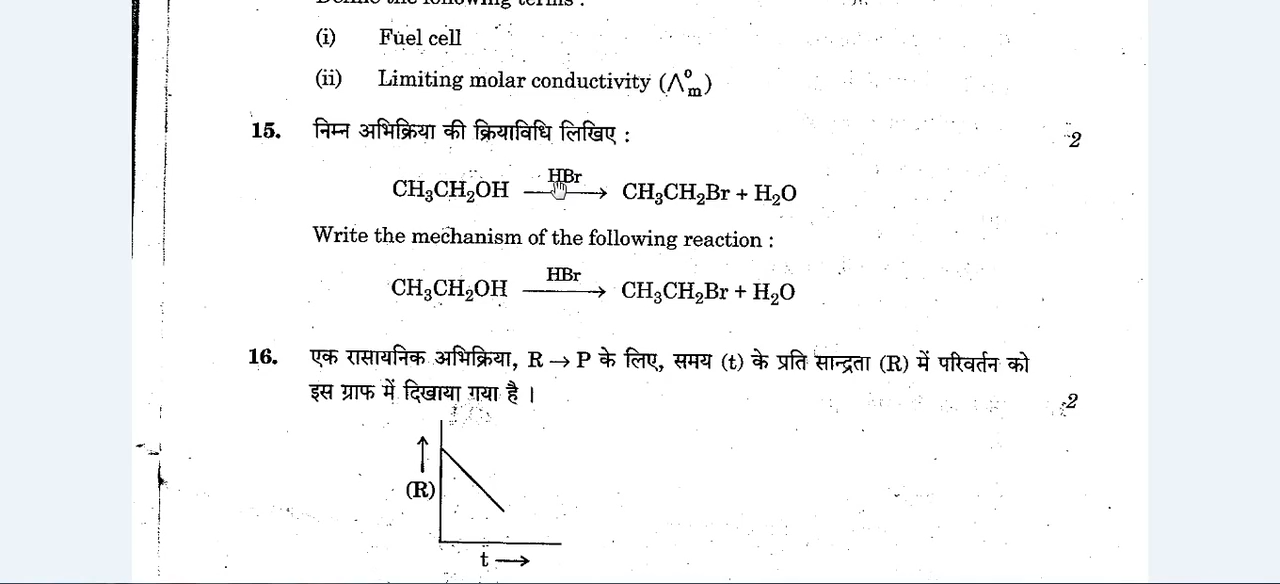 (i) Fuel cell
(ii) Limiting molar conductivity (Λ°m)
15. निम्न अभिक्रिया की क्रियाविधि लिखिए : 2
CH₃CH₂OH —HBr→ CH₃CH₂Br + H₂O
Write the mechanism of the following reaction :
CH₃CH₂OH —HBr→ CH₃CH₂Br + H₂O
16. एक रासायनिक अभिक्रिया, R → P के लिए, समय (t) के प्रति सान्द्रता (R) में परिवर्तन को
इस ग्राफ में दिखाया गया है । 2
↑
(R)
t →